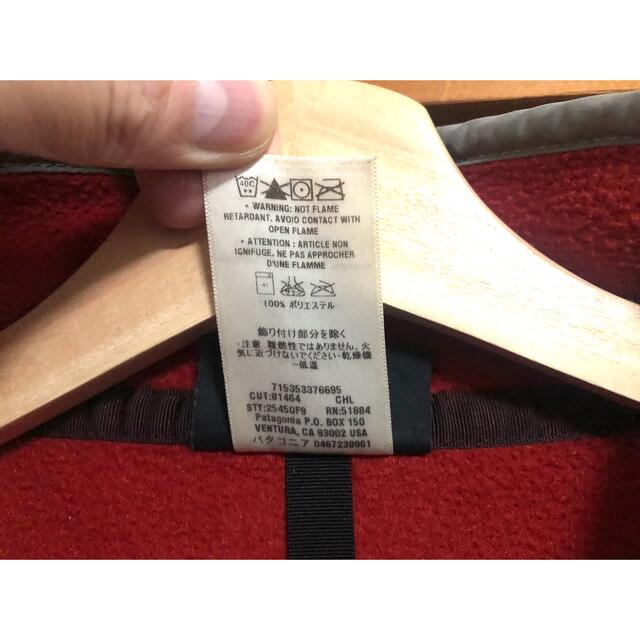 40C
• WARNING: NOT FLAME
RETARDANT. AVOID CONTACT WITH
OPEN FLAME
• ATTENTION : ARTICLE NON
IGNIFUGE. NE PAS APPROCHER
D'UNE FLAMME
100% ポリエステル
飾り付け部分を除く
・注意 難燃性ではありません。火
気に近づけないでください・乾燥機
ー低温
715353376695
CUT:81464 CHL
STY:25450F9 RN:51884
Patagonia P.O. BOX 150
VENTURA, CA 93002 USA
パタゴニア 0467238961